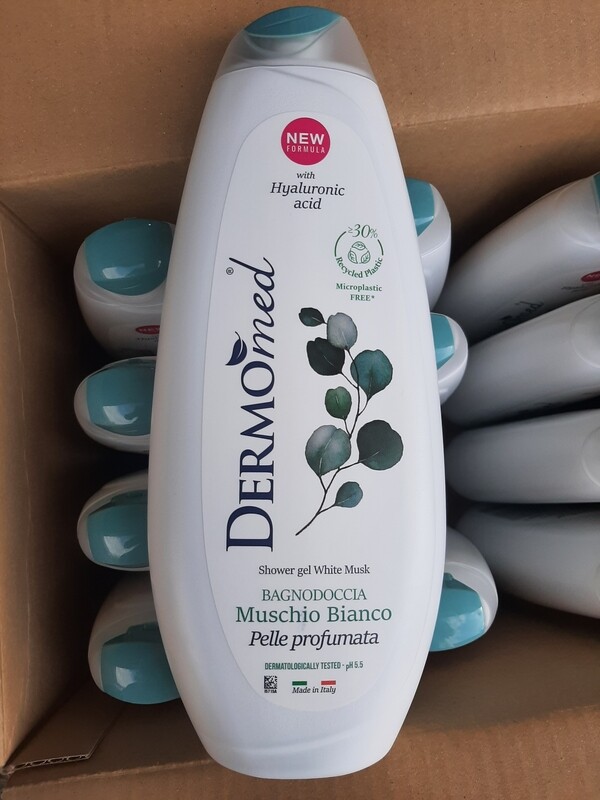 NEW
FORMULA
with
Hyaluronic
acid
≥30%
Recycled Plastic
Microplastic
FREE*
DERMOmed®
Shower gel White Musk
BAGNODOCCIA
Muschio Bianco
Pelle profumata
DERMATOLOGICALLY TESTED - pH 5.5
Made in Italy